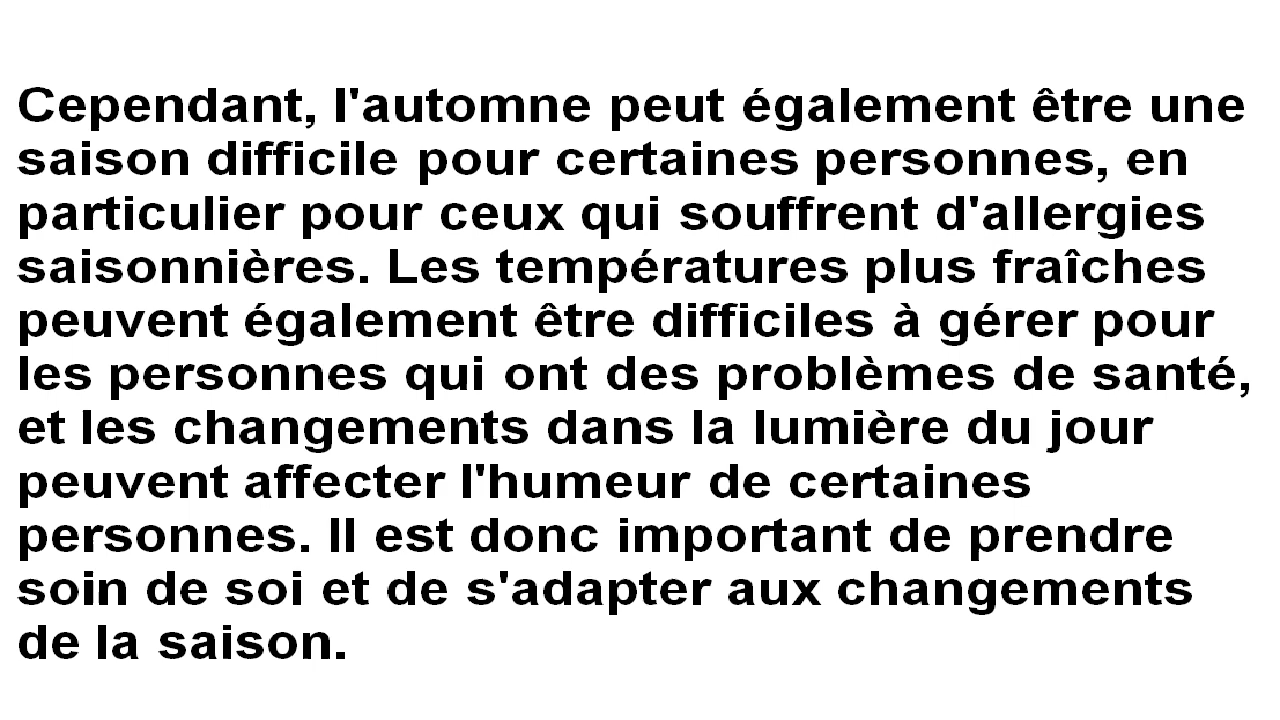 Cependant, l'automne peut également être une
saison difficile pour certaines personnes, en
particulier pour ceux qui souffrent d'allergies
saisonnières. Les températures plus fraîches
peuvent également être difficiles à gérer pour
les personnes qui ont des problèmes de santé,
et les changements dans la lumière du jour
peuvent affecter l'humeur de certaines
personnes. Il est donc important de prendre
soin de soi et de s'adapter aux changements
de la saison.